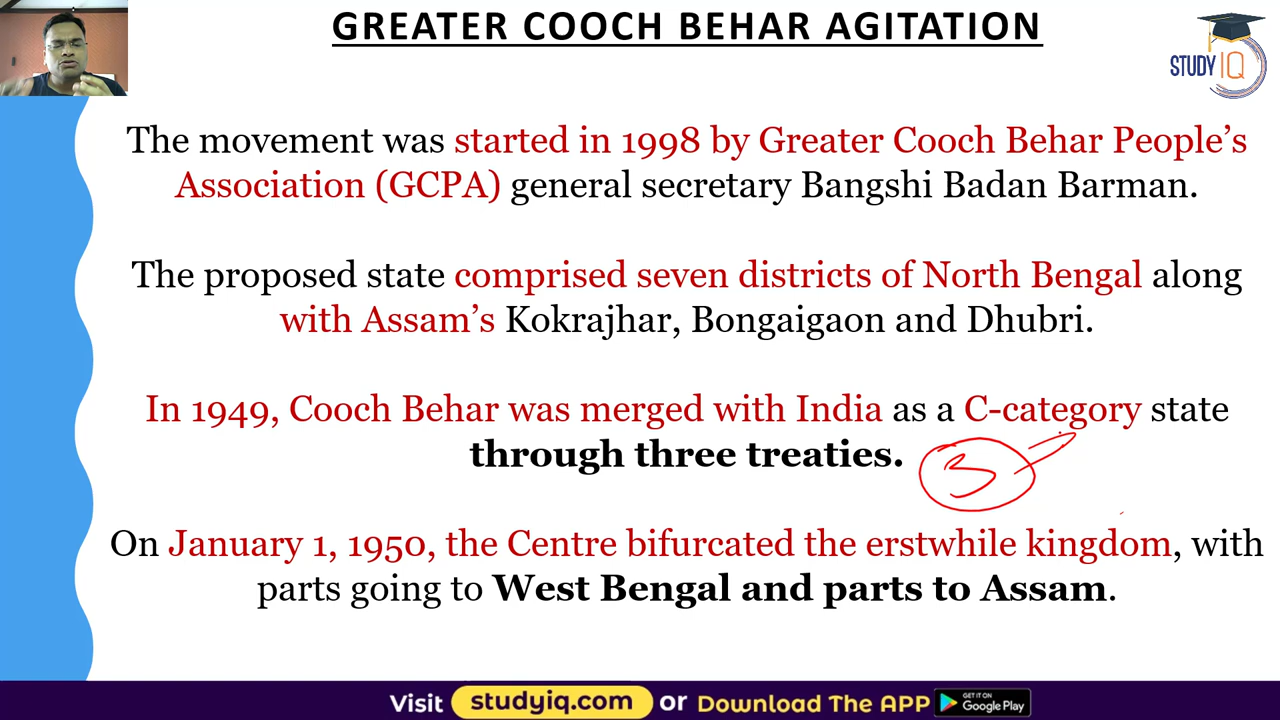 GREATER COOCH BEHAR AGITATION
STUDY IQ
The movement was started in 1998 by Greater Cooch Behar People’s
Association (GCPA) general secretary Bangshi Badan Barman.
The proposed state comprised seven districts of North Bengal along
with Assam’s Kokrajhar, Bongaigaon and Dhubri.
In 1949, Cooch Behar was merged with India as a C-category state
through three treaties.
3
On January 1, 1950, the Centre bifurcated the erstwhile kingdom, with
parts going to West Bengal and parts to Assam.
Visit studyiq.com or Download The APP GET IT ON Google Play